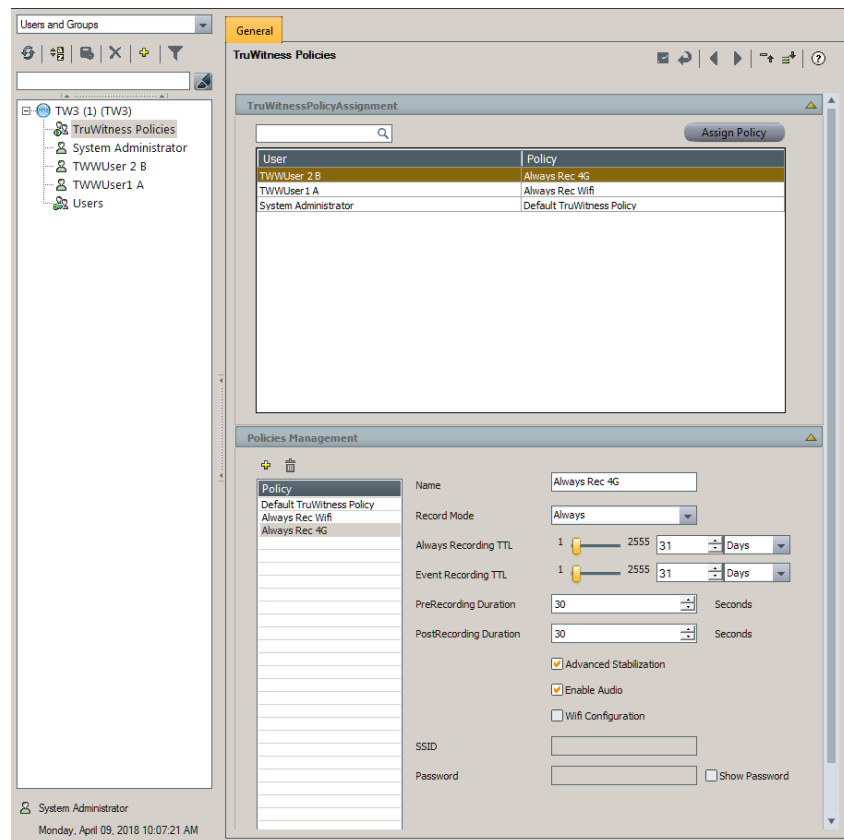 Users and Groups
TW3 (1) (TW3)
TruWitness Policies
System Administrator
TWWUser 2 B
TWWUser1 A
Users
System Administrator
Monday, April 09, 2018 10:07:21 AM
General
TruWitness Policies
TruWitnessPolicyAssignment
Assign Policy
User Policy
TWWUser 2 B Always Rec 4G
TWWUser1 A Always Rec Wifi
System Administrator Default TruWitness Policy
Policies Management
Policy
Default TruWitness Policy
Always Rec Wifi
Always Rec 4G
Name Always Rec 4G
Record Mode Always
Always Recording TTL 1 2555 31 Days
Event Recording TTL 1 2555 31 Days
PreRecording Duration 30 Seconds
PostRecording Duration 30 Seconds
Advanced Stabilization
Enable Audio
Wifi Configuration
SSID
Password Show Password